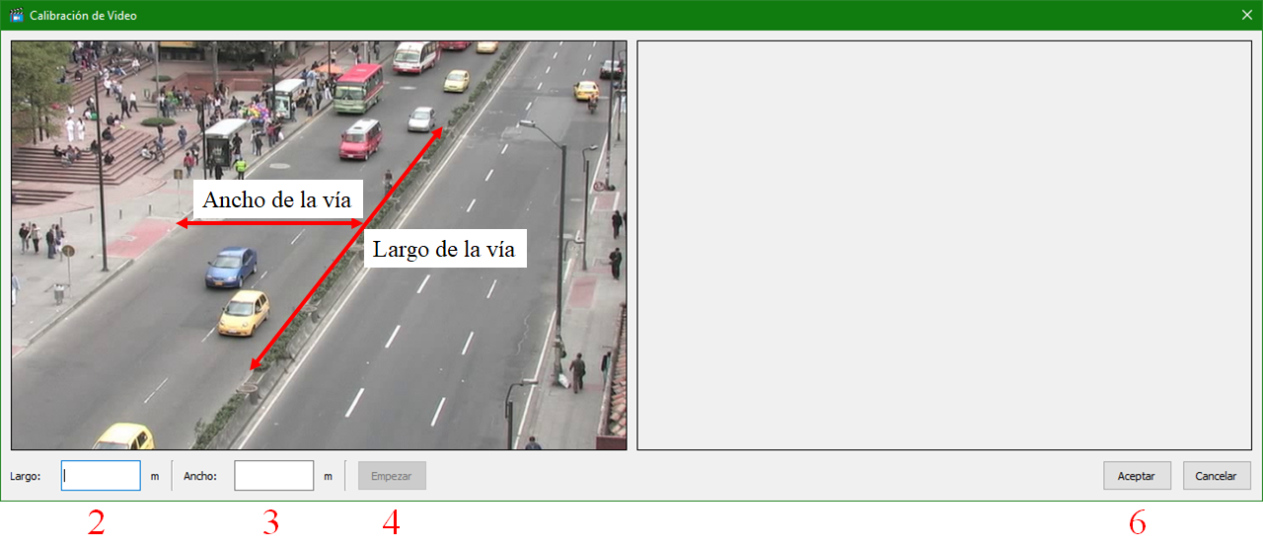 Calibración de Video
Ancho de la vía
Largo de la vía
Largo:
m
Ancho:
m
Empezar
Aceptar
Cancelar
2
3
4
6